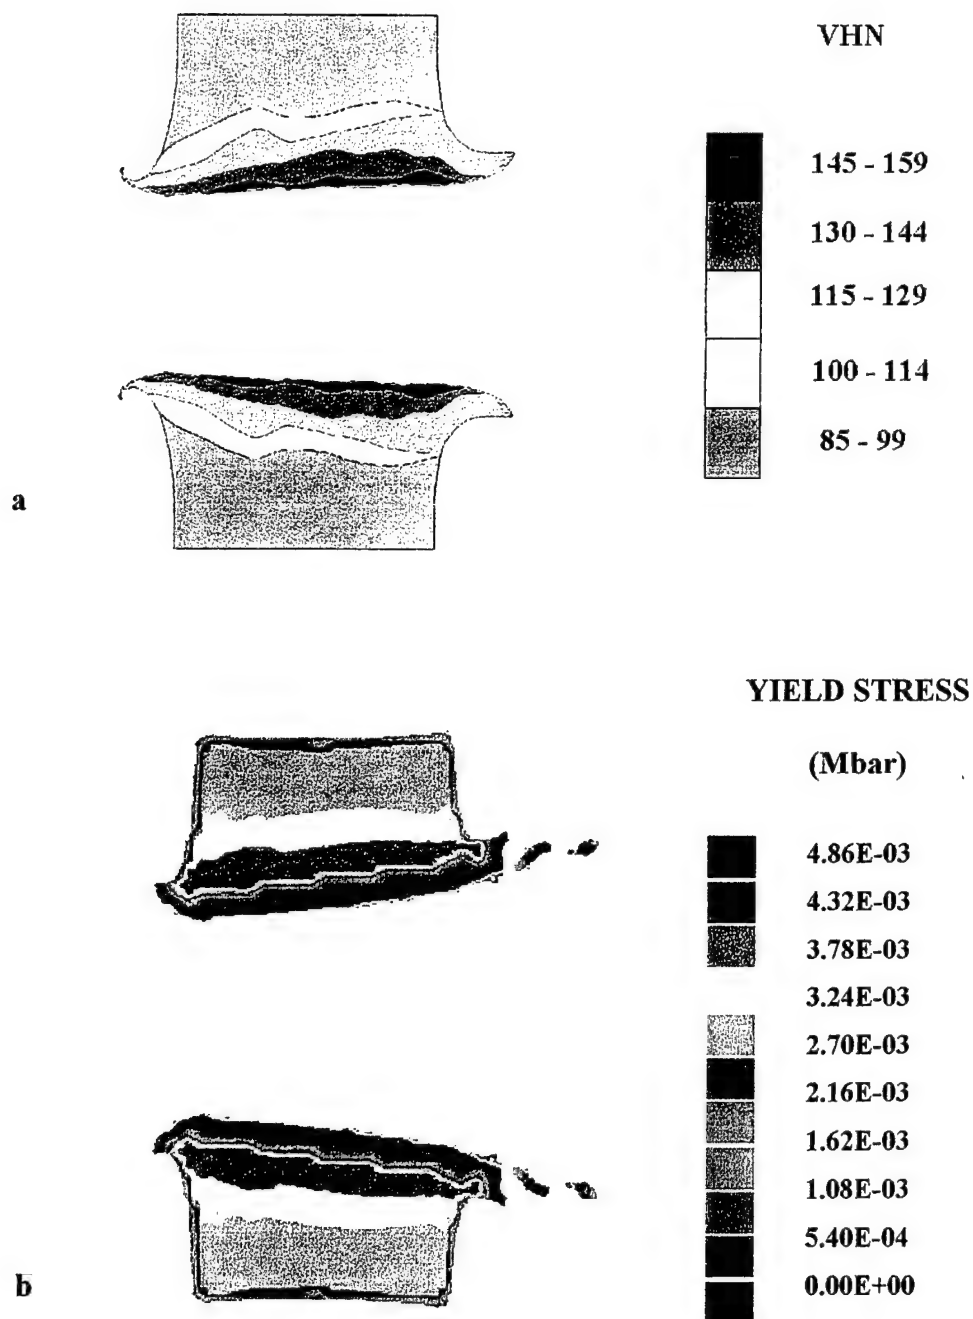 VHN
145 - 159
130 - 144
115 - 129
100 - 114
85 - 99
a
YIELD STRESS
(Mbar)
4.86E-03
4.32E-03
3.78E-03
3.24E-03
2.70E-03
2.16E-03
1.62E-03
1.08E-03
5.40E-04
0.00E+00
b